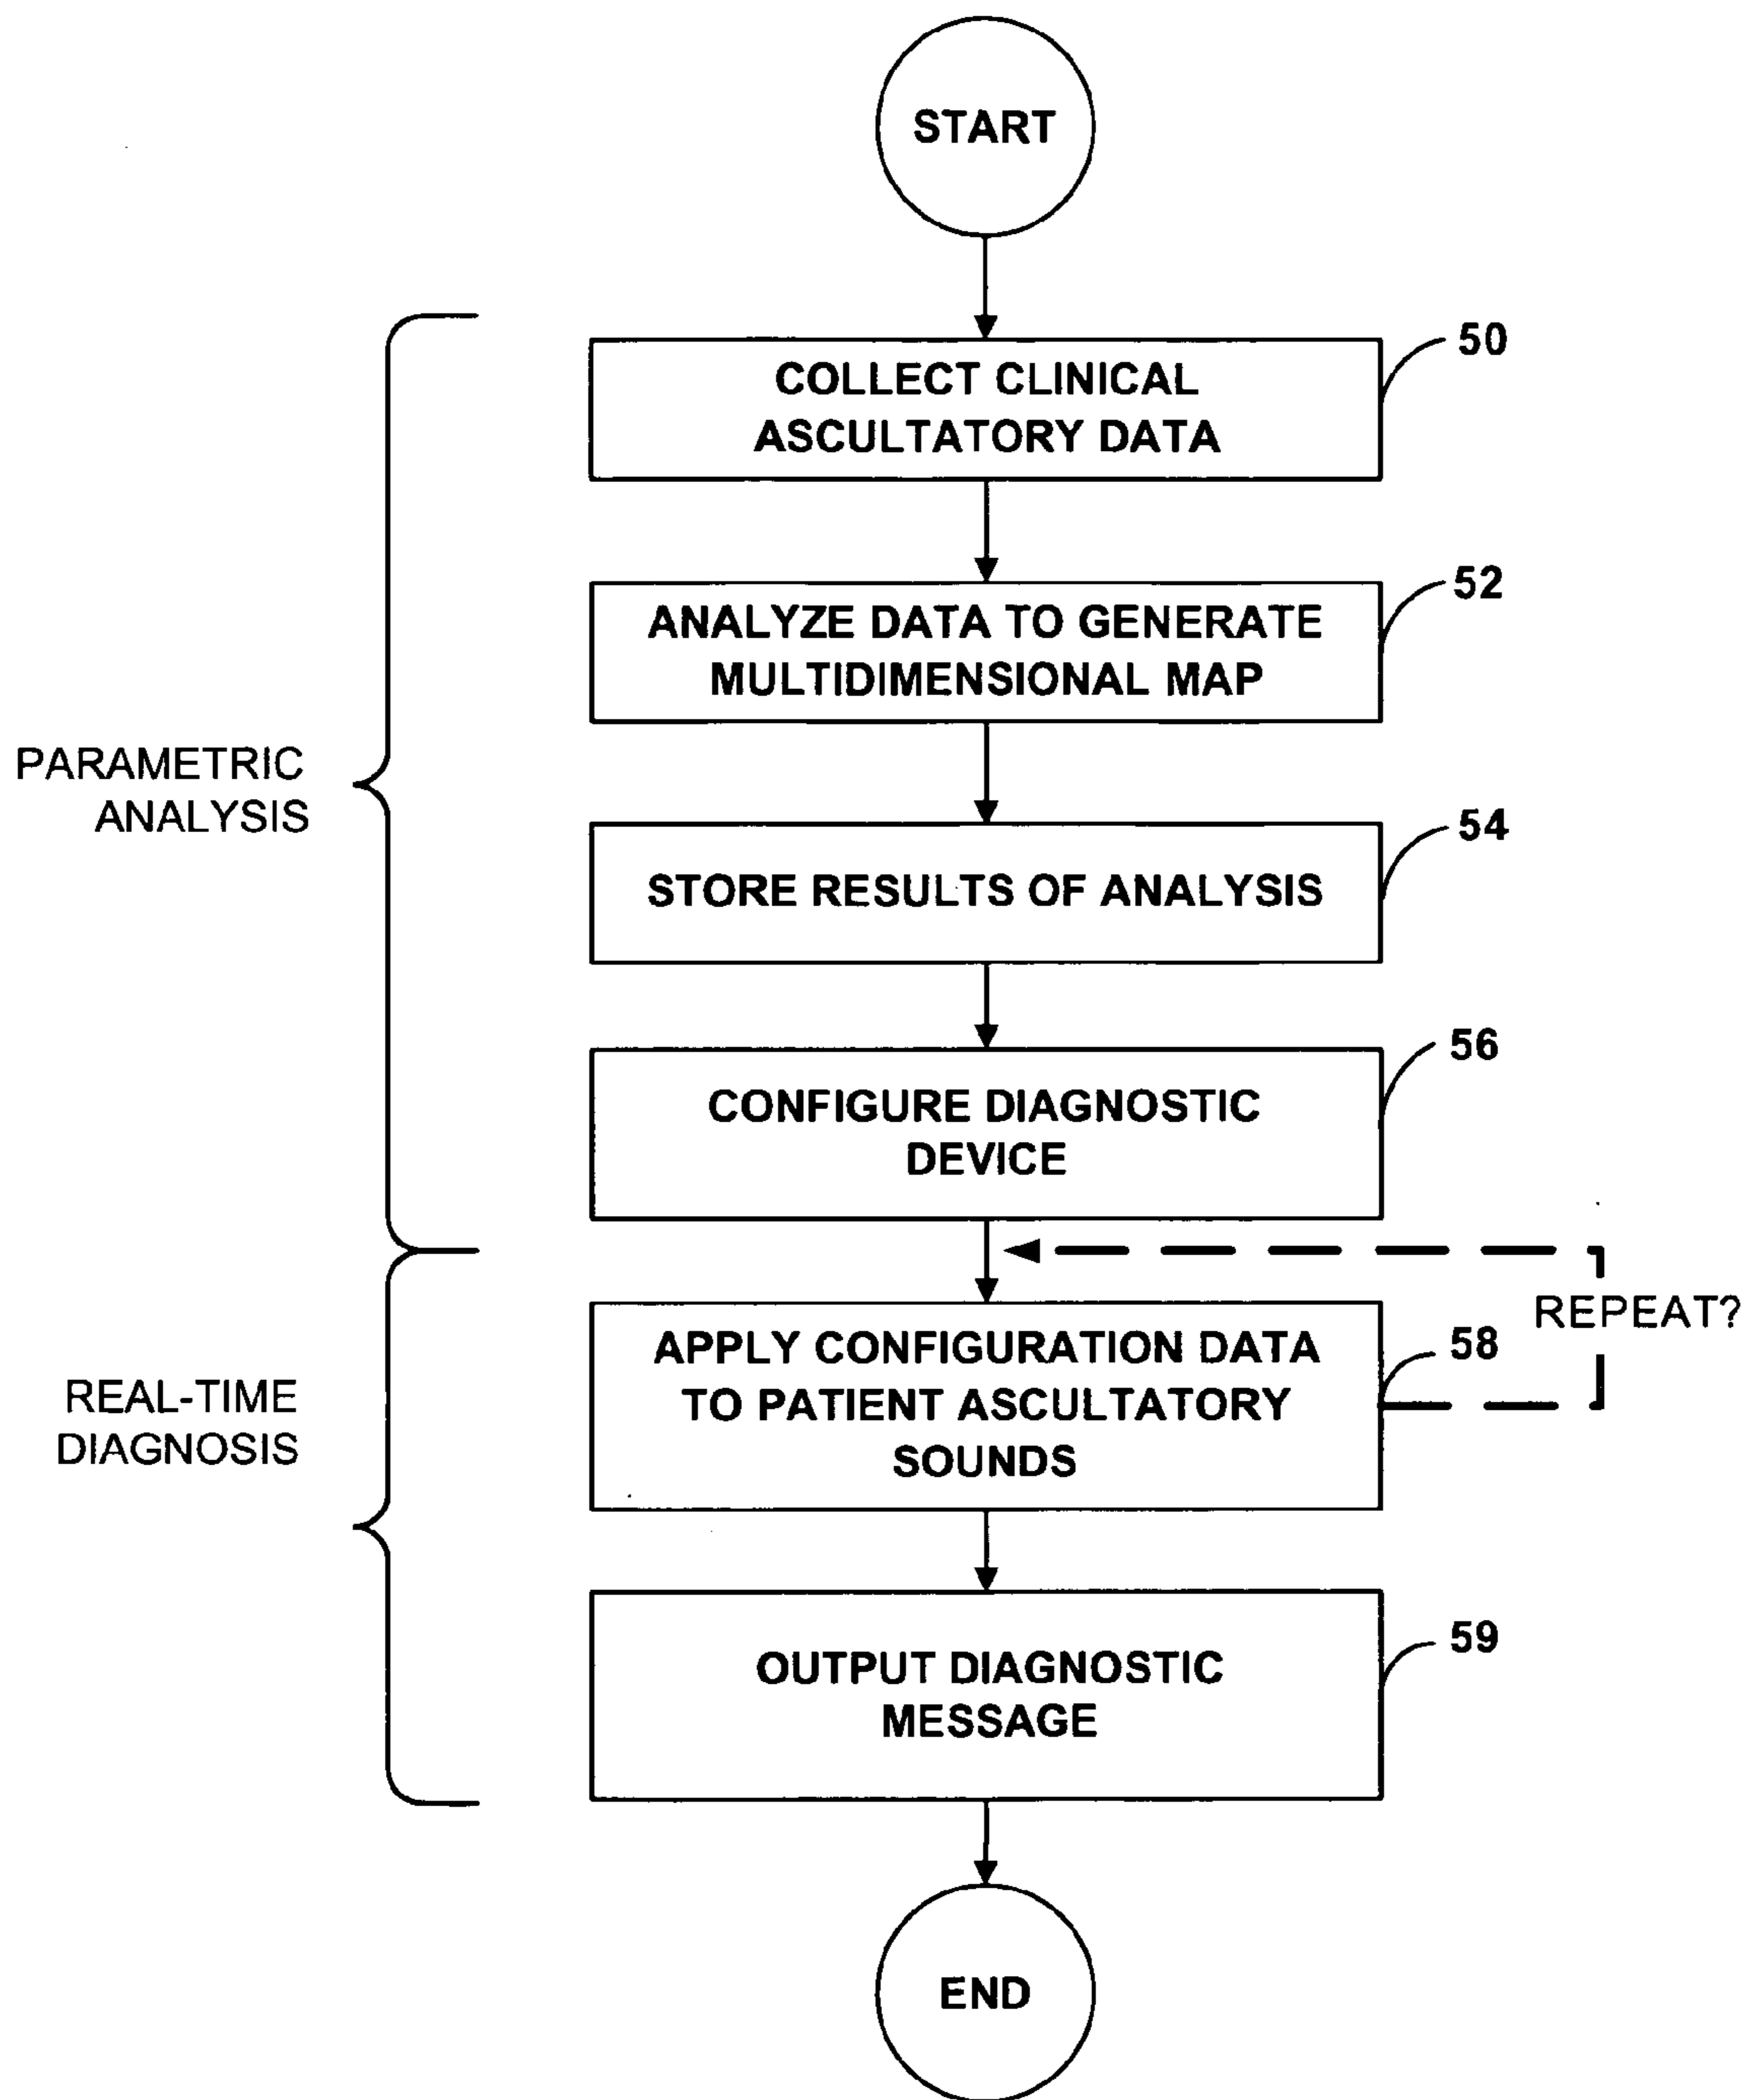 START
50
COLLECT CLINICAL
ASCULTATORY DATA
52
ANALYZE DATA TO GENERATE
MULTIDIMENSIONAL MAP
PARAMETRIC
ANALYSIS
54
STORE RESULTS OF ANALYSIS
56
CONFIGURE DIAGNOSTIC
DEVICE
REPEAT?
58
APPLY CONFIGURATION DATA
TO PATIENT ASCULTATORY
SOUNDS
REAL-TIME
DIAGNOSIS
59
OUTPUT DIAGNOSTIC
MESSAGE
END